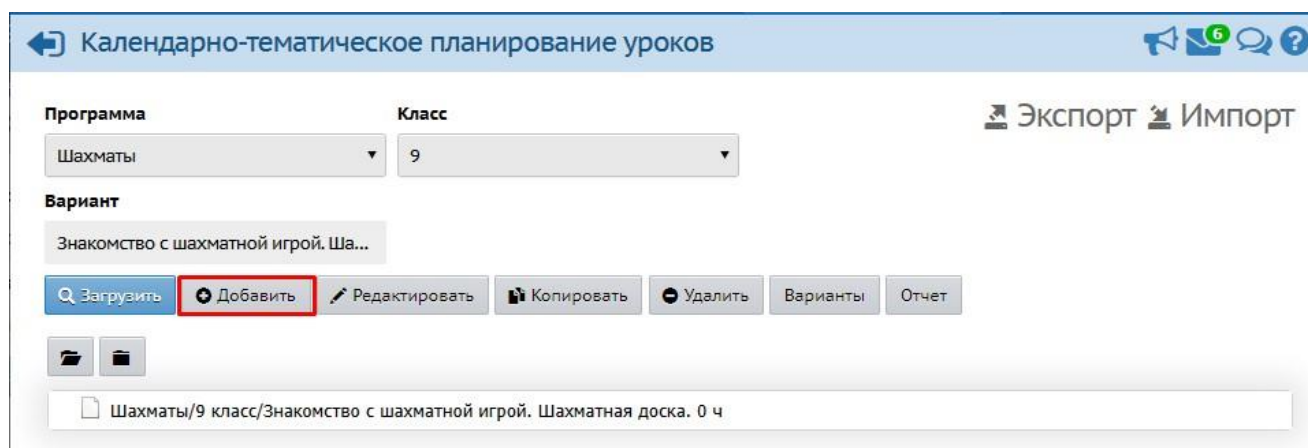 Календарно-тематическое планирование уроков
6
Программа
Класс
Экспорт Импорт
Шахматы
9
Вариант
Знакомство с шахматной игрой. Ша...
Загрузить Добавить Редактировать Копировать Удалить Варианты Отчет
Шахматы/9 класс/Знакомство с шахматной игрой. Шахматная доска. 0 ч